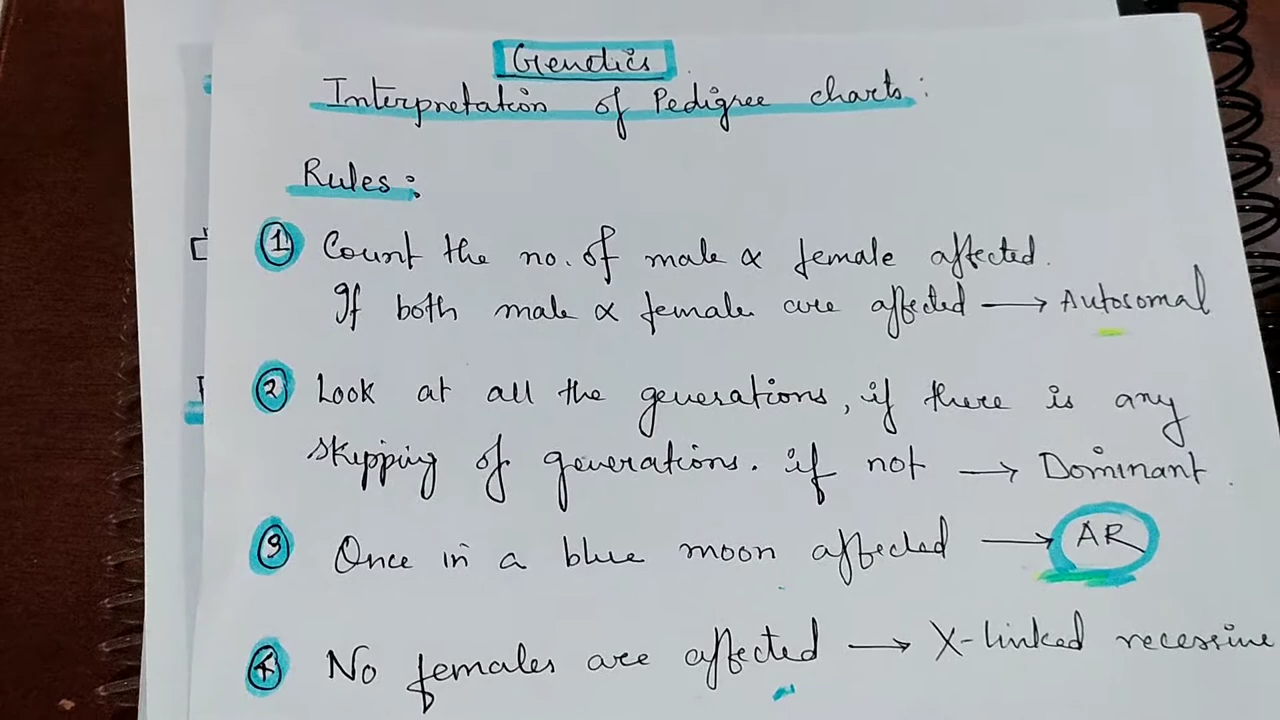 Genetics
Interpretation of Pedigree charts:
Rules:
① Count the no. of male & female affected.
If both male & female are affected → Autosomal
② Look at all the generations, if there is any
skipping of generations. if not → Dominant.
③ Once in a blue moon affected → AR
④ No females are affected → X-linked recessive